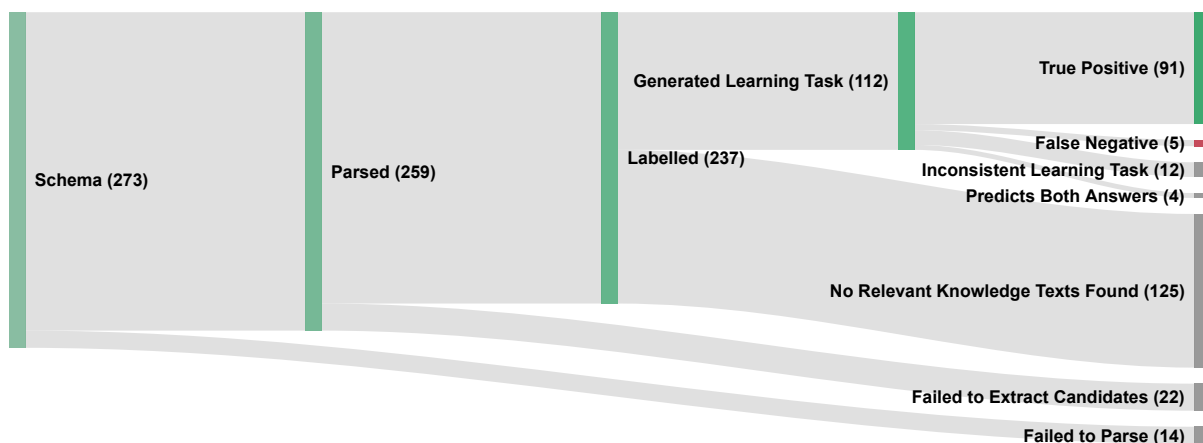 Schema (273)
Parsed (259)
Labelled (237)
Generated Learning Task (112)
True Positive (91)
False Negative (5)
Inconsistent Learning Task (12)
Predicts Both Answers (4)
No Relevant Knowledge Texts Found (125)
Failed to Extract Candidates (22)
Failed to Parse (14)